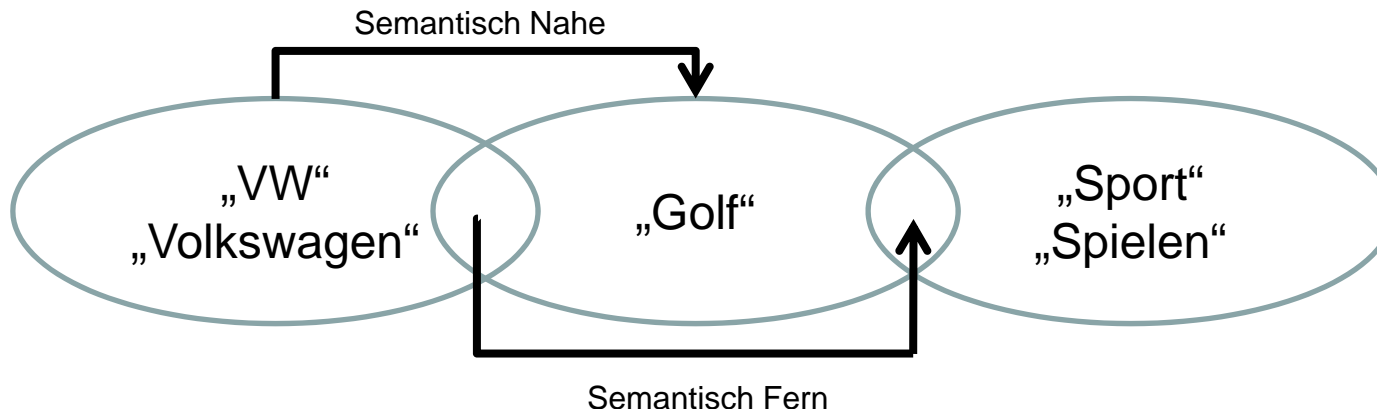 Semantisch Nahe
„VW“
„Volkswagen“
„Golf“
„Sport“
„Spielen“
Semantisch Fern